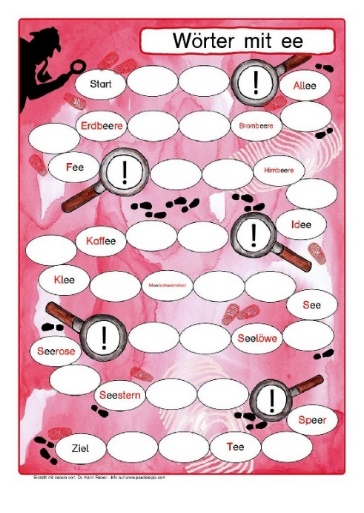 Wörter mit ee
Start
!
Allee
Erdbeere
Brombeere
Fee
!
Himbeere
Kaffee
!
Idee
Klee
Meerschweinchen
See
Seerose
!
Seelöwe
Seestern
!
Speer
Ziel
Tee